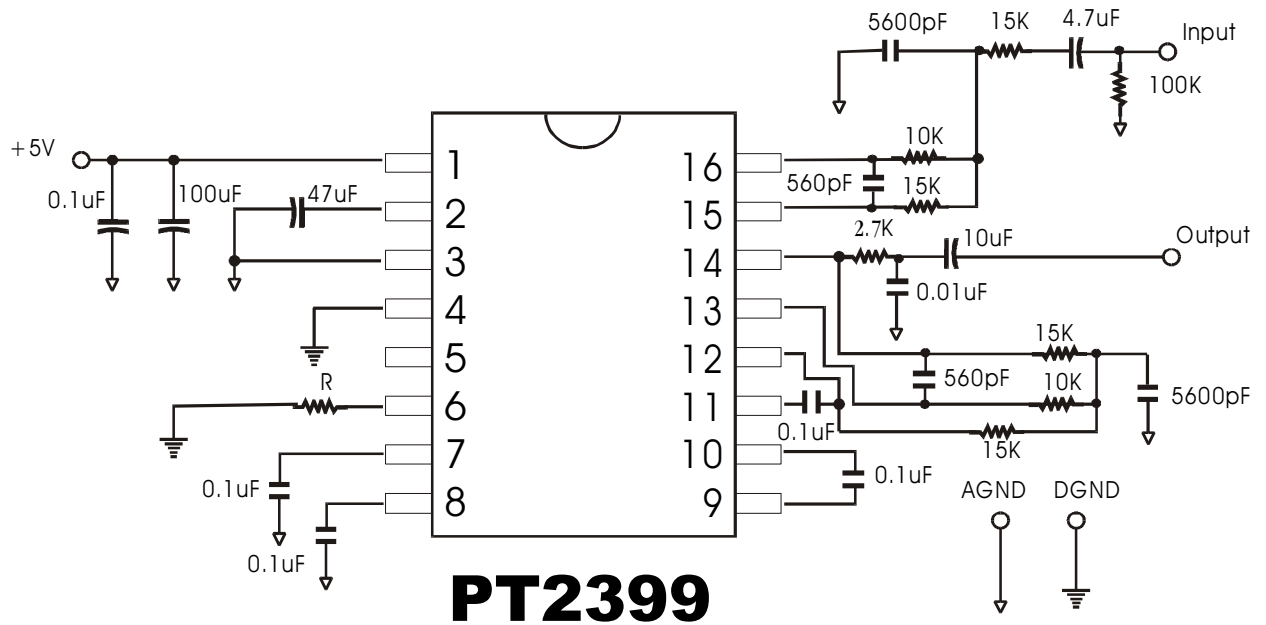 5600pF
15K
4.7uF
Input
100K
+5V
0.1uF
100uF
47uF
1
2
3
4
5
6
7
8
16
15
14
13
12
11
10
9
10K
560pF
15K
2.7K
10uF
Output
0.01uF
15K
560pF
10K
5600pF
15K
0.1uF
R
0.1uF
0.1uF
0.1uF
AGND
DGND
PT2399